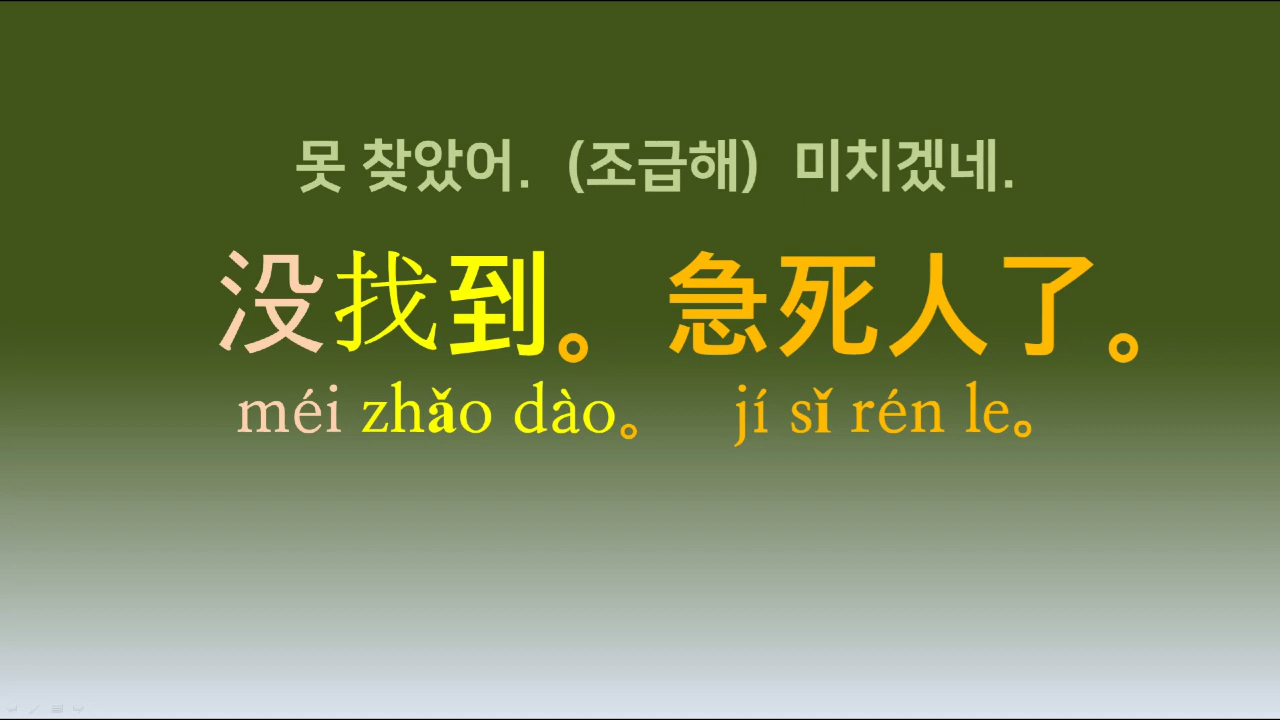 못 찾았어. (조급해) 미치겠네.
没找到。急死人了。
méi zhǎo dào。 jí sǐ rén le。